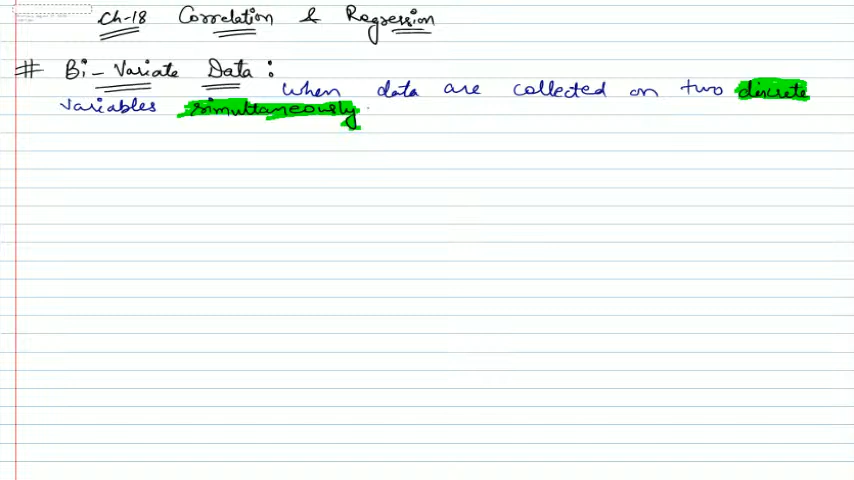 Ch-18 Correlation & Regression
# Bi-Variate Data:
When data are collected on two discrete
variables simultaneously.